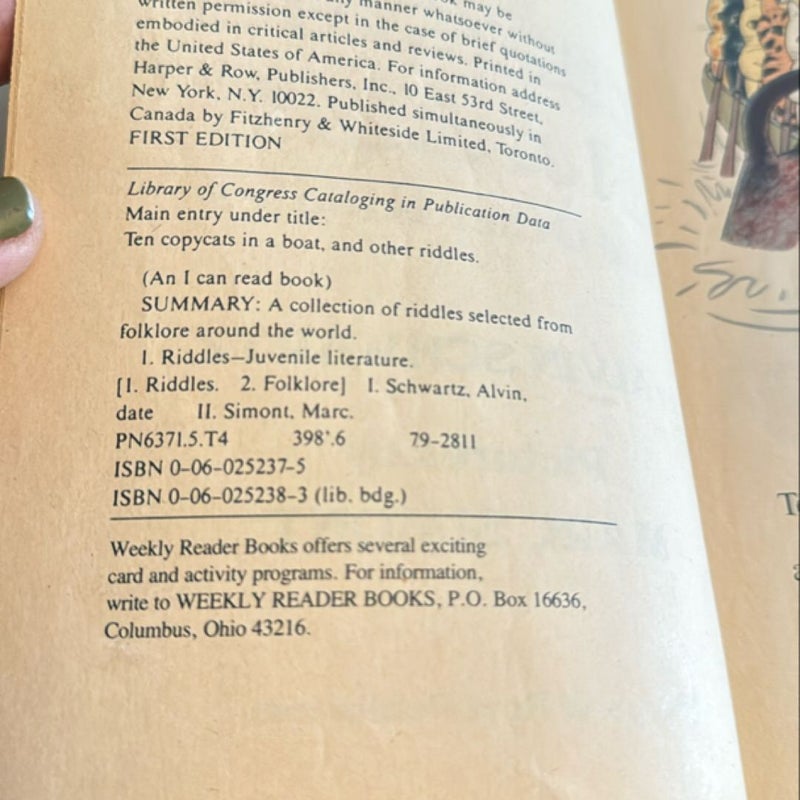 may be
manner whatsoever without
written permission except in the case of brief quotations
embodied in critical articles and reviews. Printed in
the United States of America. For information address
Harper & Row, Publishers, Inc., 10 East 53rd Street,
New York, N.Y. 10022. Published simultaneously in
Canada by Fitzhenry & Whiteside Limited, Toronto.
FIRST EDITION
Library of Congress Cataloging in Publication Data
Main entry under title:
Ten copycats in a boat, and other riddles.
(An I can read book)
SUMMARY: A collection of riddles selected from
folklore around the world.
1. Riddles—Juvenile literature.
[1. Riddles. 2. Folklore] I. Schwartz, Alvin,
date II. Simont, Marc.
PN6371.5.T4 398'.6 79-2811
ISBN 0-06-025237-5
ISBN 0-06-025238-3 (lib. bdg.)
Weekly Reader Books offers several exciting
card and activity programs. For information,
write to WEEKLY READER BOOKS, P.O. Box 16636,
Columbus, Ohio 43216.